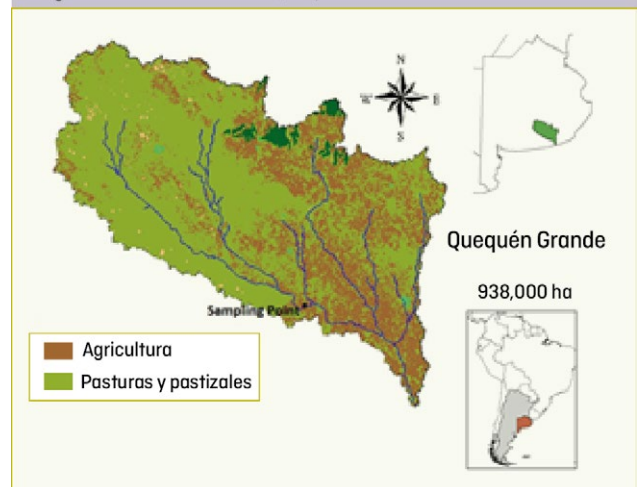 N
W E
S
Quequén Grande
938,000 ha
Sampling Point
Agricultura
Pasturas y pastizales